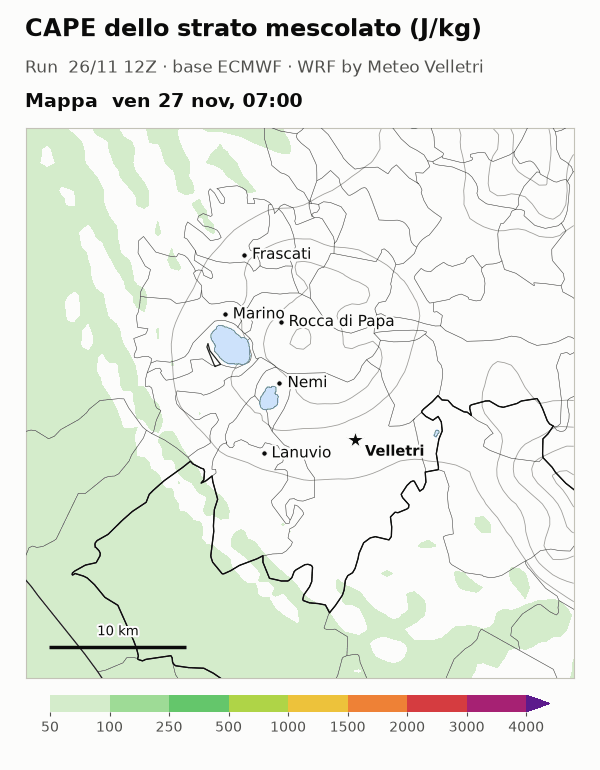 CAPE dello strato mescolato (J/kg)
Run  26/11 12Z · base ECMWF · WRF by Meteo Velletri
Mappa  ven 27 nov, 07:00
Frascati
Marino
Rocca di Papa
Nemi
Velletri
Lanuvio
10 km
50 100 250 500 1000 1500 2000 3000 4000